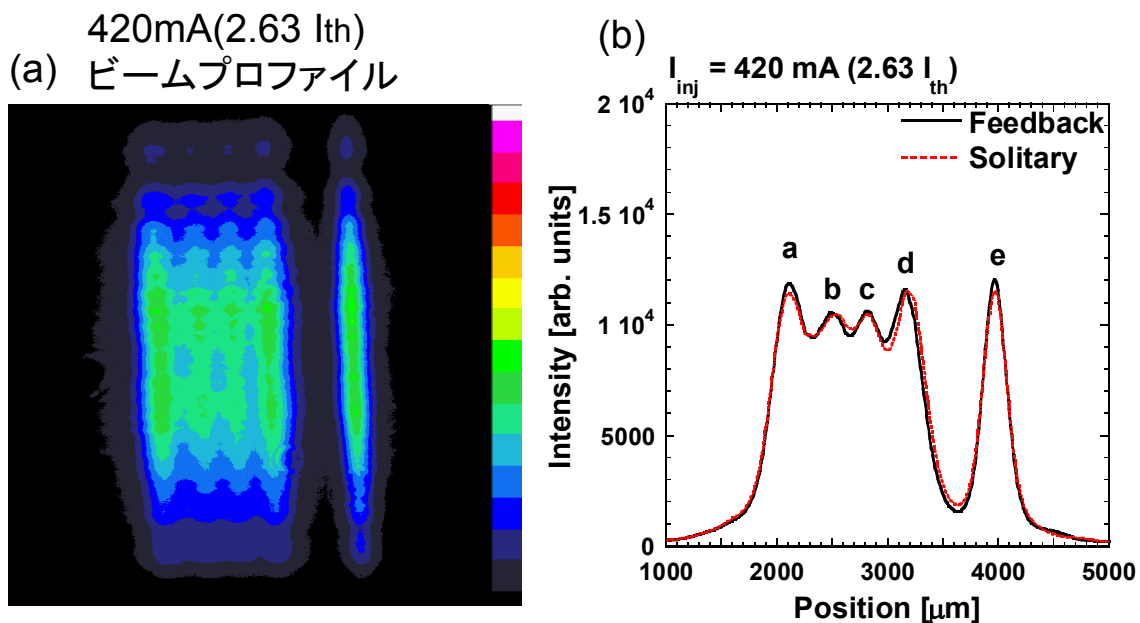 420mA(2.63 Ith)
(a) ビームプロファイル
(b)
I_inj = 420 mA (2.63 I_th)
Feedback
Solitary
Intensity [arb. units]
2 10^4
1.5 10^4
1 10^4
5000
0
a
b
c
d
e
1000 2000 3000 4000 5000
Position [μm]